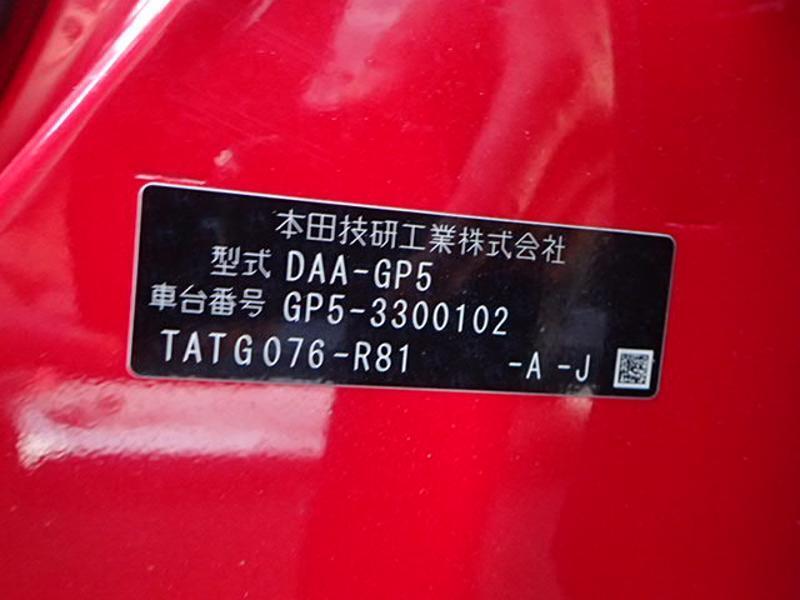 本田技研工業株式会社
型式 DAA-GP5
車台番号 GP5-3300102
TATG076-R81 -A -J